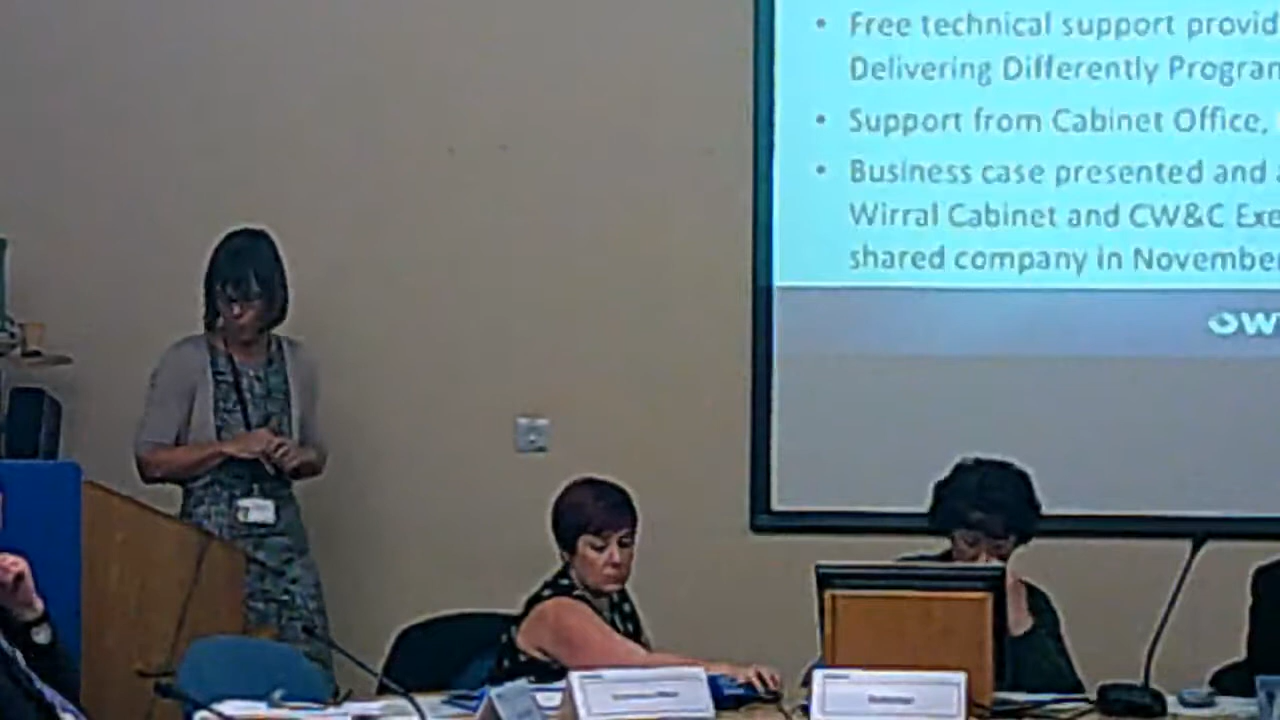 • Free technical support provid
Delivering Differently Program
• Support from Cabinet Office,
• Business case presented and a
Wirral Cabinet and CW&C Exe
shared company in November